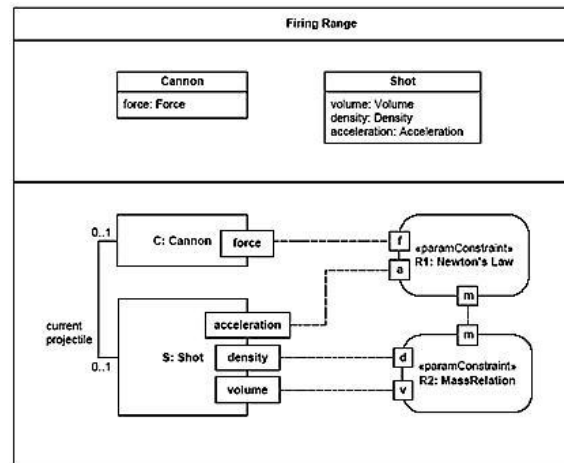 Firing Range
Cannon
force: Force
Shot
volume: Volume
density: Density
acceleration: Acceleration
0..1
C: Cannon
force
f
a
«paramConstraint»
R1: Newton's Law
m
current
projectile
acceleration
S: Shot
density
volume
0..1
m
d
v
«paramConstraint»
R2: MassRelation